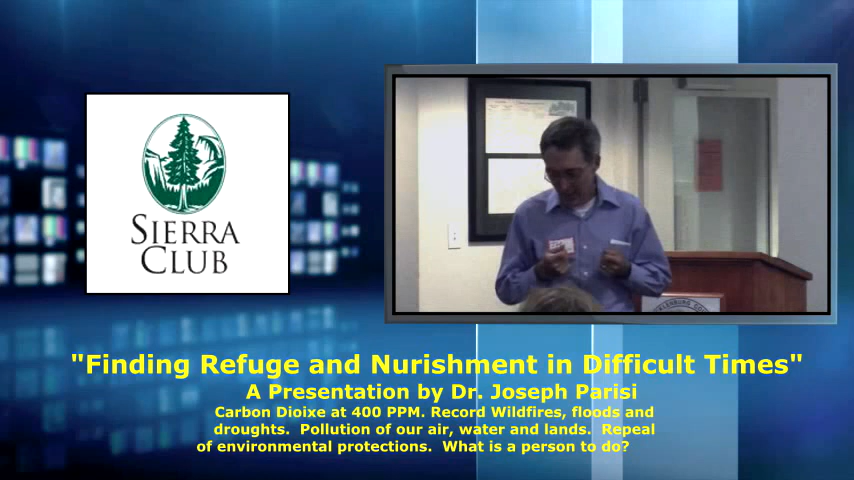 SIERRA
CLUB
"Finding Refuge and Nurishment in Difficult Times"
A Presentation by Dr. Joseph Parisi
Carbon Dioixe at 400 PPM. Record Wildfires, floods and
droughts.  Pollution of our air, water and lands.  Repeal
of environmental protections.  What is a person to do?